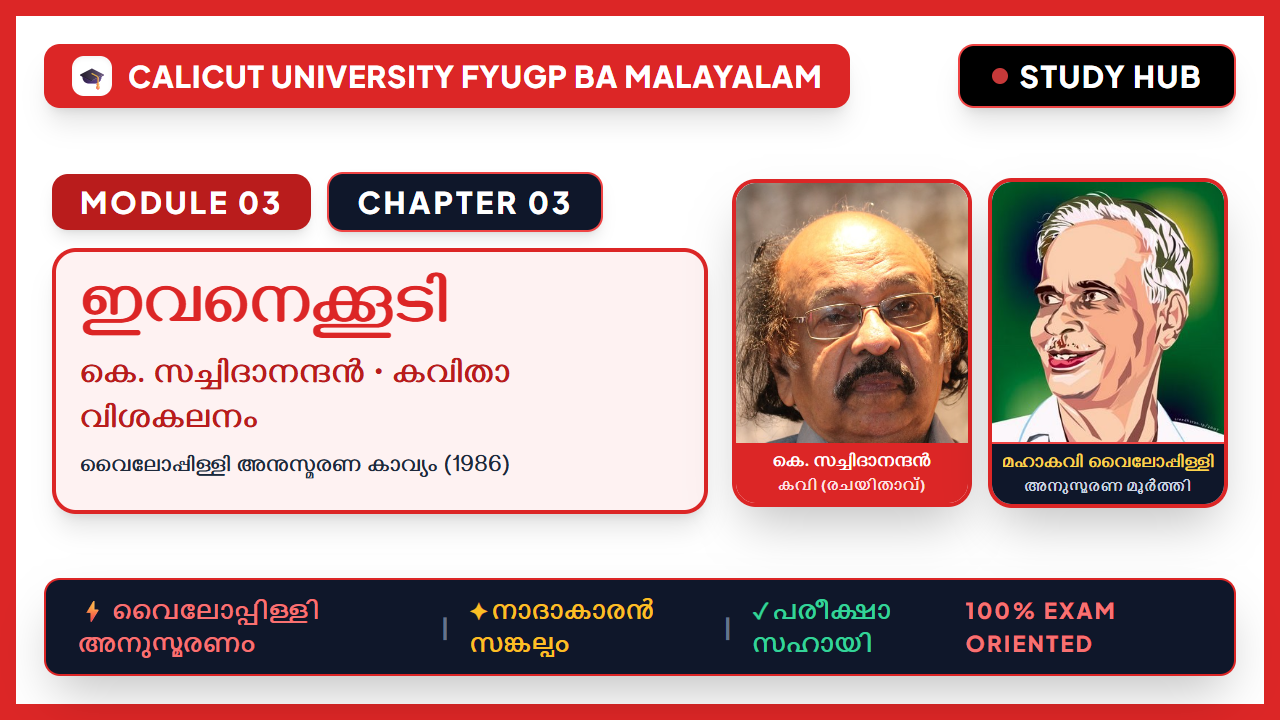 CALICUT UNIVERSITY FYUGP BA MALAYALAM
STUDY HUB
MODULE 03
CHAPTER 03
ഇവനെക്കൂടി
കെ. സച്ചിദാനന്ദൻ • കവിതാ
വിശകലനം
വൈലോപ്പിള്ളി അനുസ്മരണ കാവ്യം (1986)
കെ. സച്ചിദാനന്ദൻ
കവി (രചയിതാവ്)
മഹാകവി വൈലോപ്പിള്ളി
അനുസ്മരണ മൂർത്തി
⚡ വൈലോപ്പിള്ളി
അനുസ്മരണം
|
✦നാദാകാരൻ
സങ്കല്പം
|
✓പരീക്ഷാ
സഹായി
100% EXAM
ORIENTED